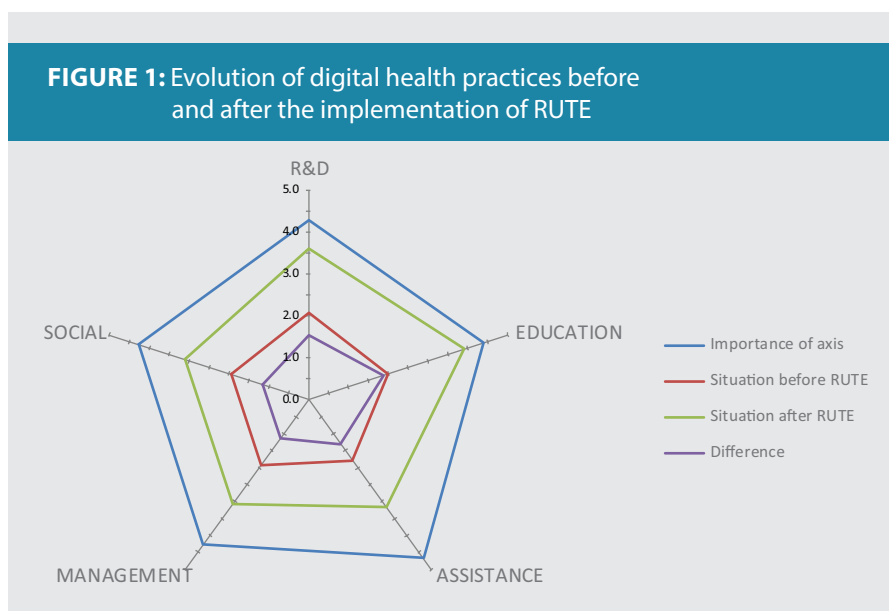 FIGURE 1: Evolution of digital health practices before
and after the implementation of RUTE
R&D
5.0
4.0
3.0
2.0
1.0
0.0
SOCIAL
EDUCATION
MANAGEMENT
ASSISTANCE
Importance of axis
Situation before RUTE
Situation after RUTE
Difference